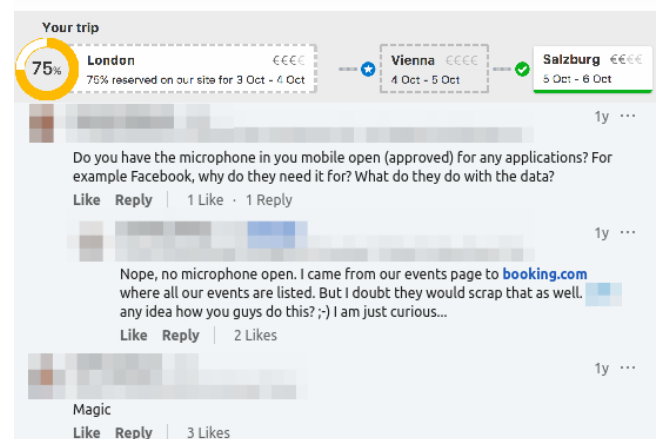 Your trip
75%
London €€€€
75% reserved on our site for 3 Oct - 4 Oct
Vienna €€€€
4 Oct - 5 Oct
Salzburg €€€€
5 Oct - 6 Oct
1y ···
Do you have the microphone in you mobile open (approved) for any applications? For
example Facebook, why do they need it for? What do they do with the data?
Like Reply 1 Like · 1 Reply
1y ···
Nope, no microphone open. I came from our events page to booking.com
where all our events are listed. But I doubt they would scrap that as well.
any idea how you guys do this? ;-) I am just curious...
Like Reply 2 Likes
1y ···
Magic
Like Reply 3 Likes